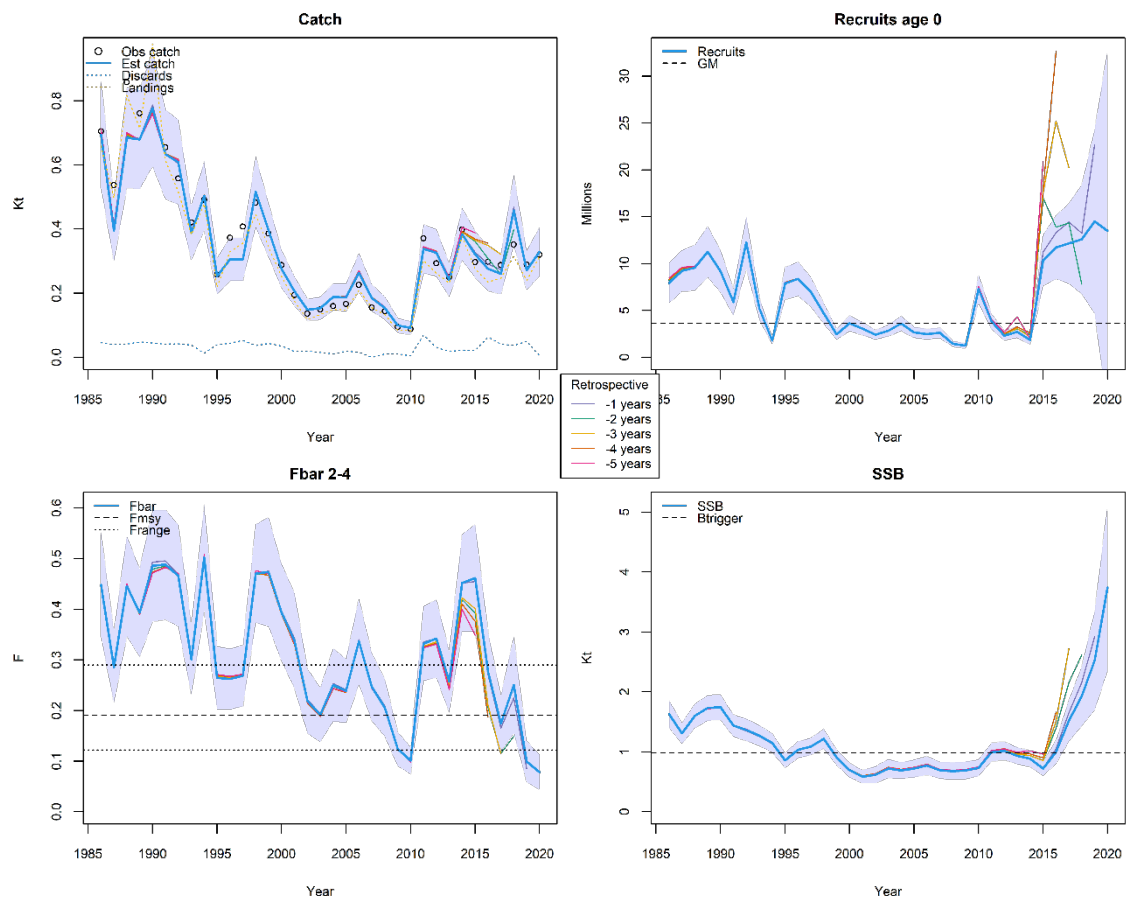 Catch
Obs catch
Est catch
Discards
Landings
Kt
0.8
0.6
0.4
0.2
0.0
1985 1990 1995 2000 2005 2010 2015 2020
Year
Recruits age 0
Recruits
GM
Millions
30
25
20
15
10
5
0
1985 1990 1995 2000 2005 2010 2015 2020
Year
Retrospective
-1 years
-2 years
-3 years
-4 years
-5 years
Fbar 2-4
Fbar
Fmsy
Frange
F
0.6
0.5
0.4
0.3
0.2
0.1
0.0
1985 1990 1995 2000 2005 2010 2015 2020
Year
SSB
SSB
Btrigger
Kt
5
4
3
2
1
0
1985 1990 1995 2000 2005 2010 2015 2020
Year